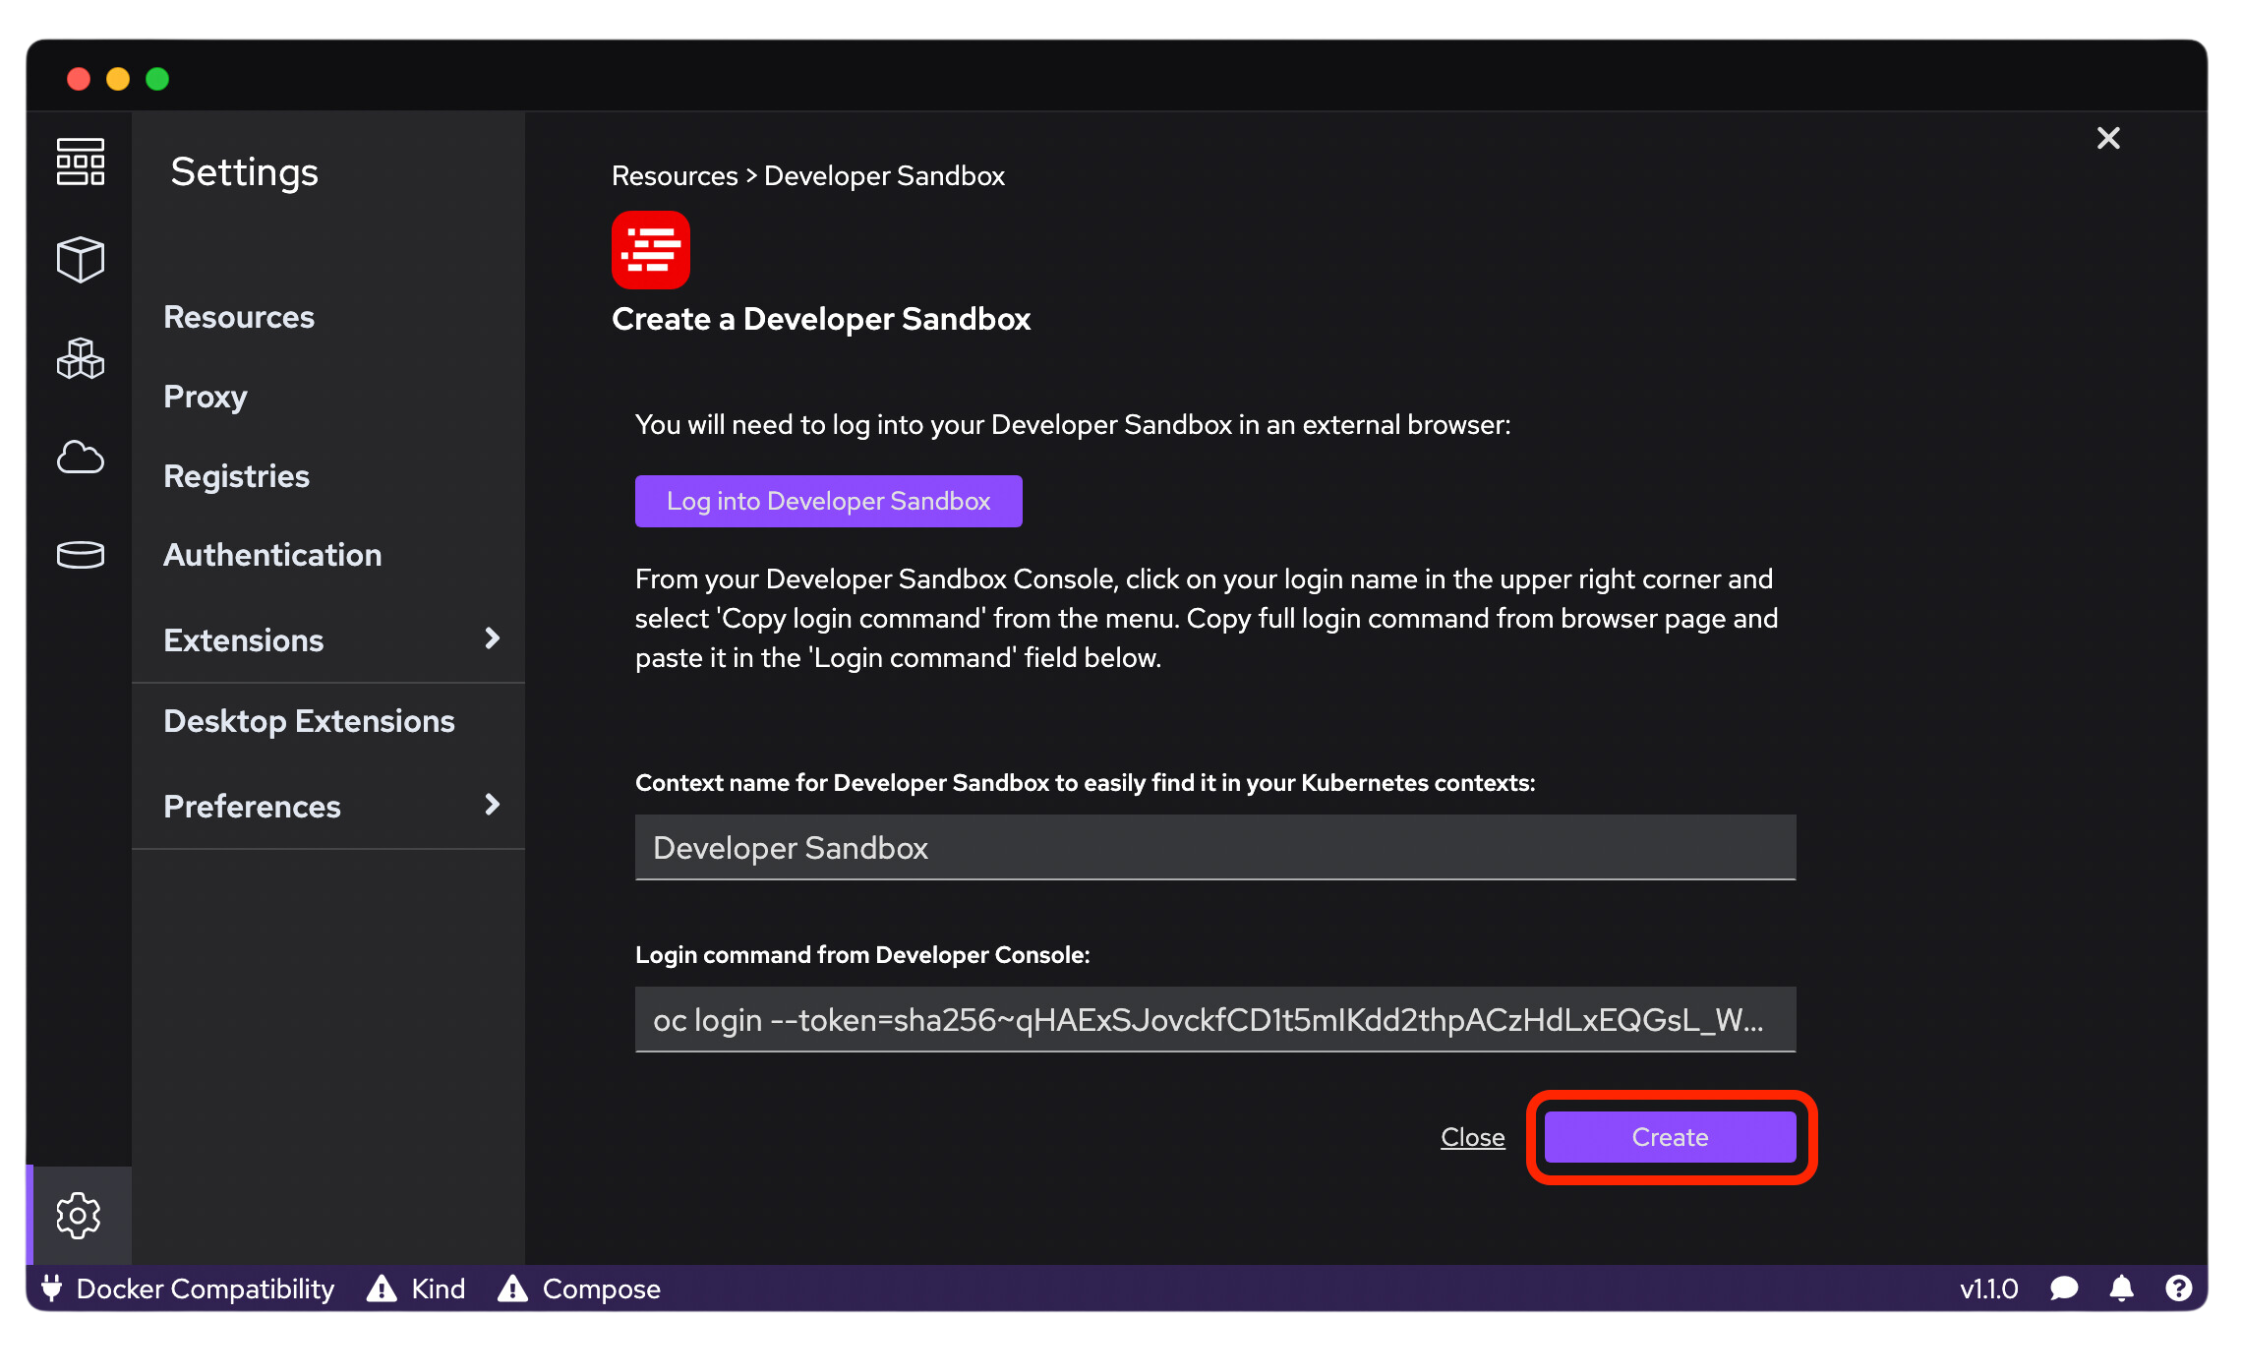 Settings
Resources
Proxy
Registries
Authentication
Extensions
Desktop Extensions
Preferences
Resources > Developer Sandbox
Create a Developer Sandbox
You will need to log into your Developer Sandbox in an external browser:
Log into Developer Sandbox
From your Developer Sandbox Console, click on your login name in the upper right corner and
select 'Copy login command' from the menu. Copy full login command from browser page and
paste it in the 'Login command' field below.
Context name for Developer Sandbox to easily find it in your Kubernetes contexts:
Developer Sandbox
Login command from Developer Console:
oc login --token=sha256~qHAExSJovckfCD1t5mIKdd2thpACzHdLxEQGsL_W...
Close
Create
Docker Compatibility
Kind
Compose
v1.1.0